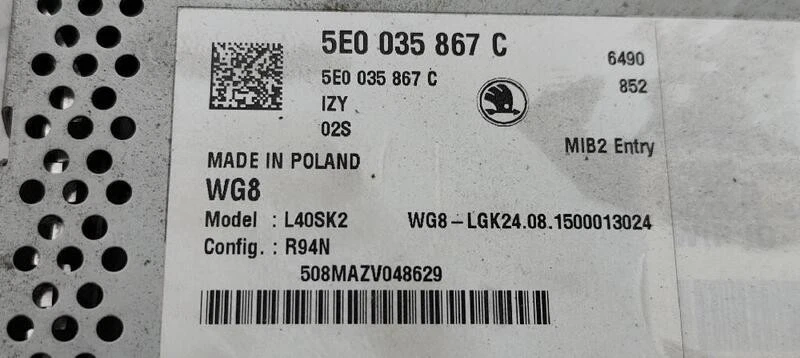 5E0 035 867 C
5E0 035 867 C
6490
852
IZY
02S
MIB2 Entry
MADE IN POLAND
WG8
Model : L40SK2 WG8-LGK24.08.1500013024
Config. : R94N
508MAZV048629